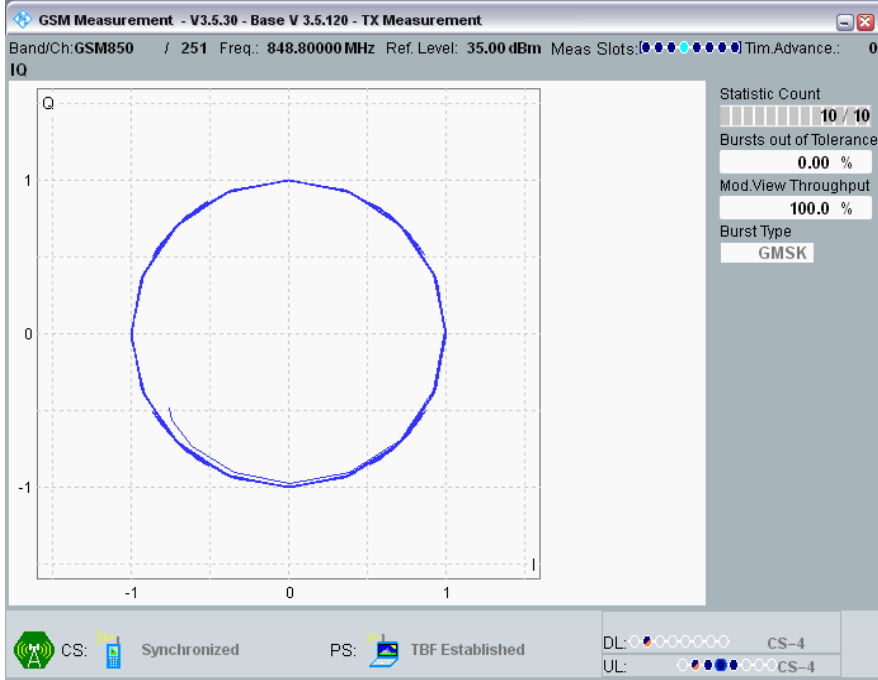 GSM Measurement - V3.5.30 - Base V 3.5.120 - TX Measurement
Band/Ch:GSM850 / 251 Freq.: 848.80000 MHz Ref. Level: 35.00 dBm Meas Slots:[ ] Tim.Advance.: 0
IQ
Statistic Count
10 / 10
Bursts out of Tolerance
0.00 %
Mod.View Throughput
100.0 %
Burst Type
GMSK
Q
1
0
-1
I
-1 0 1
CS: Synchronized PS: TBF Established
DL: CS-4
UL: CS-4